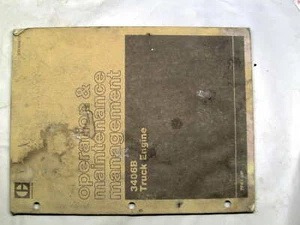 operation &
maintenance
management
3406B
Truck Engine